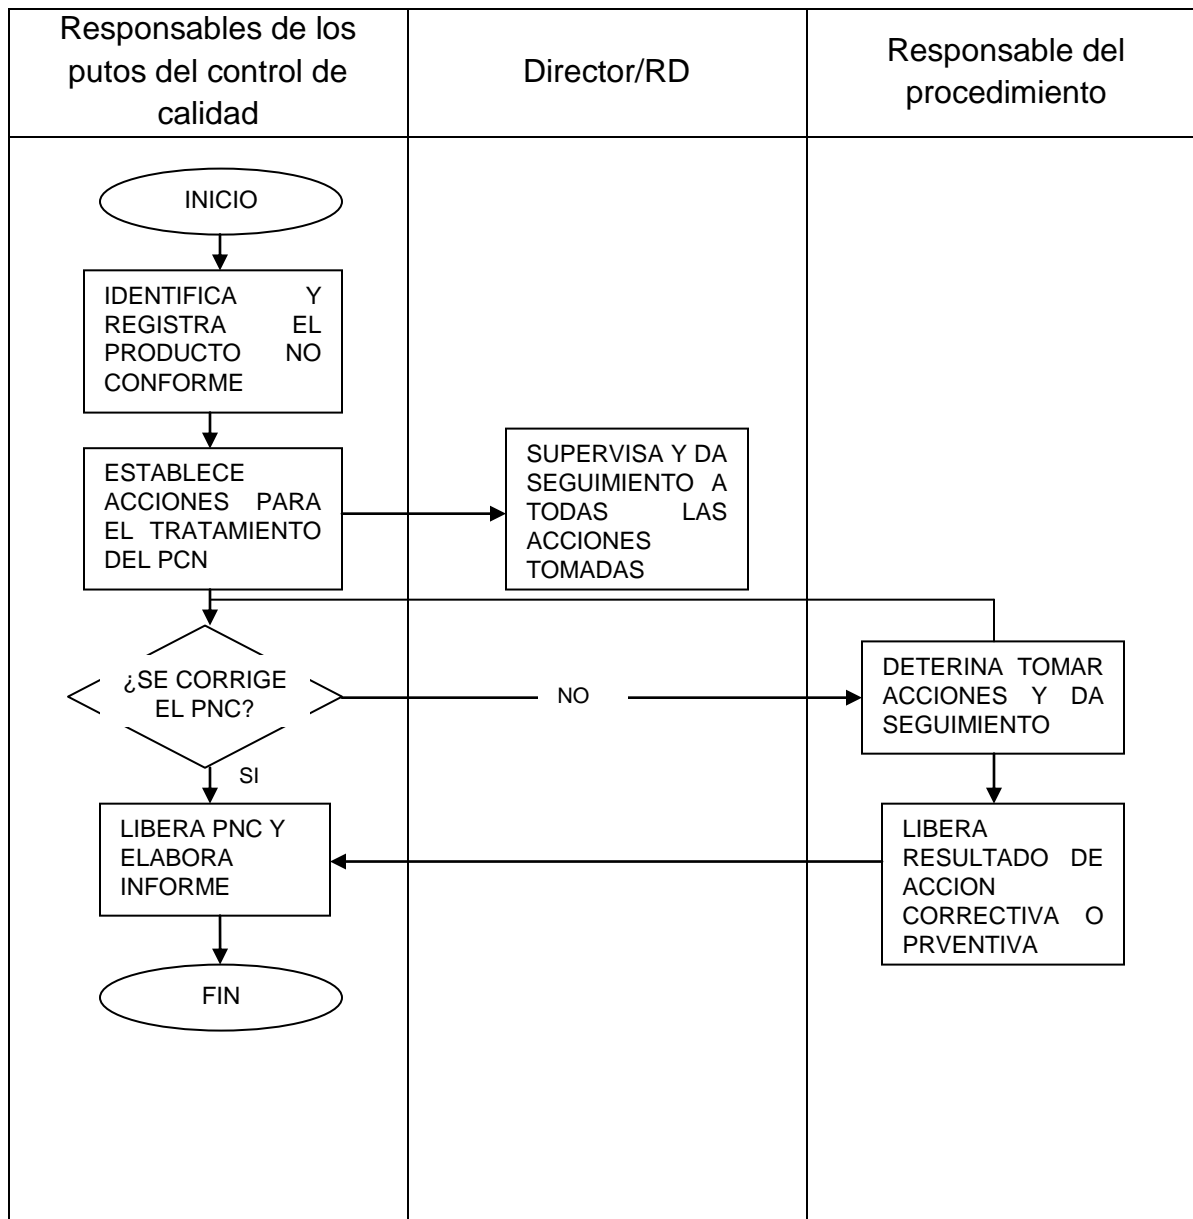 Responsables de los
putos del control de
calidad
Director/RD
Responsable del
procedimiento
INICIO
IDENTIFICA Y
REGISTRA EL
PRODUCTO NO
CONFORME
ESTABLECE
ACCIONES PARA
EL TRATAMIENTO
DEL PCN
SUPERVISA Y DA
SEGUIMIENTO A
TODAS LAS
ACCIONES
TOMADAS
¿SE CORRIGE
EL PNC?
NO
DETERINA TOMAR
ACCIONES Y DA
SEGUIMIENTO
SI
LIBERA PNC Y
ELABORA
INFORME
LIBERA
RESULTADO DE
ACCION
CORRECTIVA O
PRVENTIVA
FIN